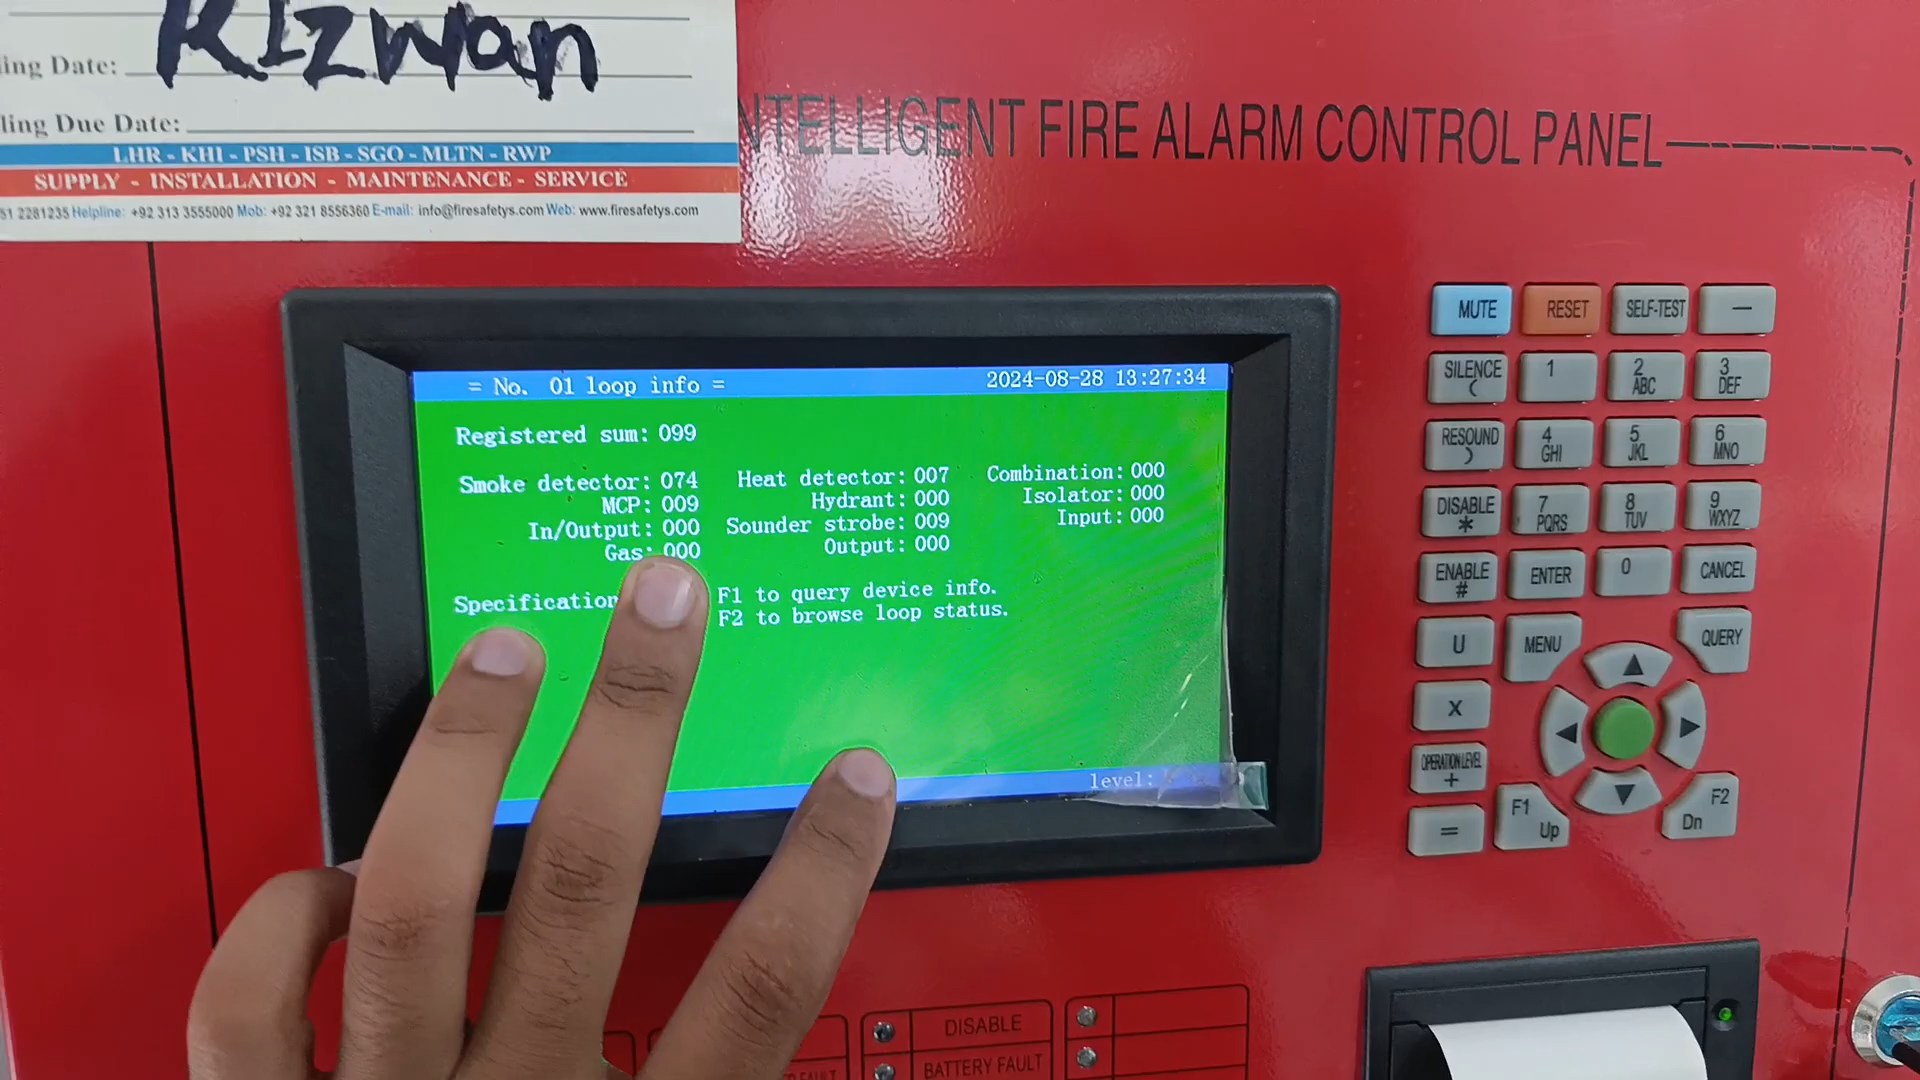 Rizwan
ing Date:
ling Due Date:
LHR - KHI - PSH - ISB - SGO - MLTN - RWP
SUPPLY - INSTALLATION - MAINTENANCE - SERVICE
51 2281235 Helpline: +92 313 3555000 Mob: +92 321 8556360 E-mail: info@firesafetys.com Web: www.firesafetys.com
NTELLIGENT FIRE ALARM CONTROL PANEL
= No. 01 loop info = 2024-08-28 13:27:34
Registered sum: 099
Smoke detector: 074 Heat detector: 007 Combination: 000
MCP: 009 Hydrant: 000 Isolator: 000
In/Output: 000 Sounder strobe: 009 Input: 000
Gas: 000 Output: 000
Specification F1 to query device info.
F2 to browse loop status.
level:
MUTE RESET SELF-TEST —
SILENCE ( 1 2 ABC 3 DEF
RESOUND ) 4 GHI 5 JKL 6 MNO
DISABLE * 7 PQRS 8 TUV 9 WXYZ
ENABLE # ENTER 0 CANCEL
U MENU QUERY
X
OPERATION LEVEL +
= F1 Up F2 Dn
DISABLE
FAULT BATTERY FAULT